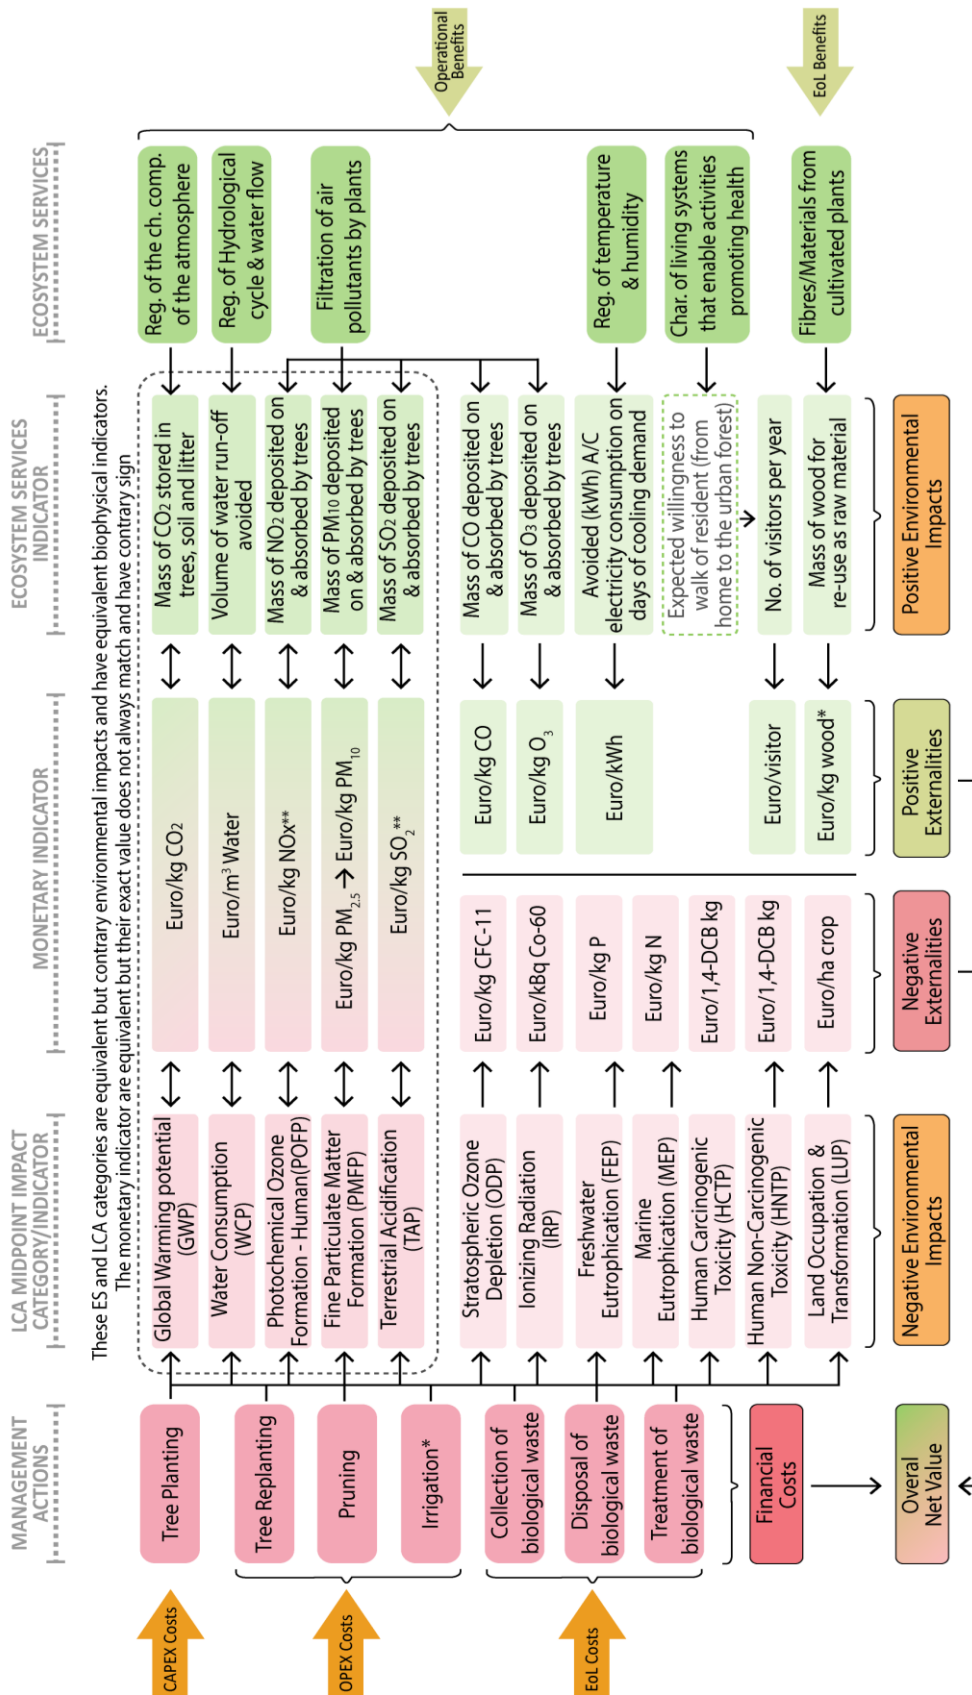 MANAGEMENT
ACTIONS
LCA MIDPOINT IMPACT
CATEGORY/INDICATOR
MONETARY INDICATOR
ECOSYSTEM SERVICES
INDICATOR
ECOSYSTEM SERVICES
These ES and LCA categories are equivalent but contrary environmental impacts and have equivalent biophysical indicators.
The monetary indicator are equivalent but their exact value does not always match and have contrary sign
CAPEX Costs
OPEX Costs
EoL Costs
Tree Planting
Tree Replanting
Pruning
Irrigation*
Collection of
biological waste
Disposal of
biological waste
Treatment of
biological waste
Financial
Costs
Overal
Net Value
Global Warming potential
(GWP)
Water Consumption
(WCP)
Photochemical Ozone
Formation - Human(POFP)
Fine Particulate Matter
Formation (PMFP)
Terrestrial Acidification
(TAP)
Stratospheric Ozone
Depletion (ODP)
Ionizing Radiation
(IRP)
Freshwater
Eutrophication (FEP)
Marine
Eutrophication (MEP)
Human Carcinogenic
Toxicity (HCTP)
Human Non-Carcinogenic
Toxicity (HNTP)
Land Occupation &
Transformation (LUP)
Negative Environmental
Impacts
Euro/kg CO2
Euro/m³ Water
Euro/kg NOx**
Euro/kg PM2.5 → Euro/kg PM10
Euro/kg SO2**
Euro/kg CFC-11
Euro/kBq Co-60
Euro/kg P
Euro/kg N
Euro/1,4-DCB kg
Euro/1,4-DCB kg
Euro/ha crop
Negative
Externalities
Euro/kg CO
Euro/kg O3
Euro/kWh
Euro/visitor
Euro/kg wood*
Positive
Externalities
Mass of CO2 stored in
trees, soil and litter
Volume of water run-off
avoided
Mass of NO2 deposited on
& absorbed by trees
Mass of PM10 deposited
on & absorbed by trees
Mass of SO2 deposited on
& absorbed by trees
Mass of CO deposited on
& absorbed by trees
Mass of O3 deposited on
& absorbed by trees
Avoided (kWh) A/C
electricity consumption on
days of cooling demand
Expected willingness to
walk of resident (from
home to the urban forest)
No. of visitors per year
Mass of wood for
re-use as raw material
Positive Environmental
Impacts
Reg. of the ch. comp.
of the atmosphere
Reg. of Hydrological
cycle & water flow
Filtration of air
pollutants by plants
Reg. of temperature
& humidity
Char. of living systems
that enable activities
promoting health
Fibres/Materials from
cultivated plants
Operational
Benefits
EoL Benefits